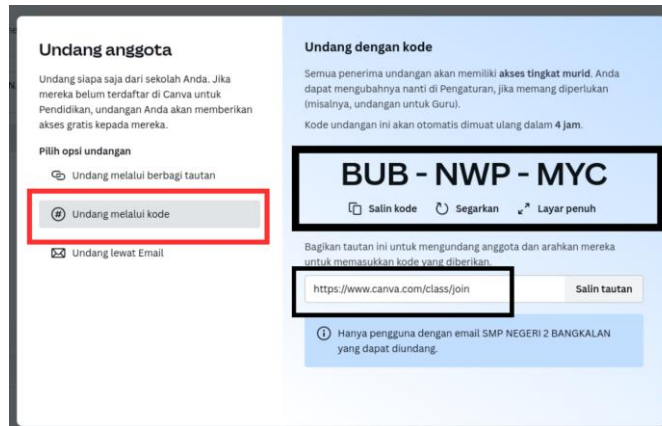 Undang anggota
Undang siapa saja dari sekolah Anda. Jika
mereka belum terdaftar di Canva untuk
Pendidikan, undangan Anda akan memberikan
akses gratis kepada mereka.
Pilih opsi undangan
Undang melalui berbagi tautan
Undang melalui kode
Undang lewat Email
Undang dengan kode
Semua penerima undangan akan memiliki akses tingkat murid. Anda
dapat mengubahnya nanti di Pengaturan, jika memang diperlukan
(misalnya, undangan untuk Guru).
Kode undangan ini akan otomatis dimuat ulang dalam 4 jam.
BUB - NWP - MYC
Salin kode Segarkan Layar penuh
Bagikan tautan ini untuk mengundang anggota dan arahkan mereka
untuk memasukkan kode yang diberikan.
https://www.canva.com/class/join Salin tautan
Hanya pengguna dengan email SMP NEGERI 2 BANGKALAN
yang dapat diundang.